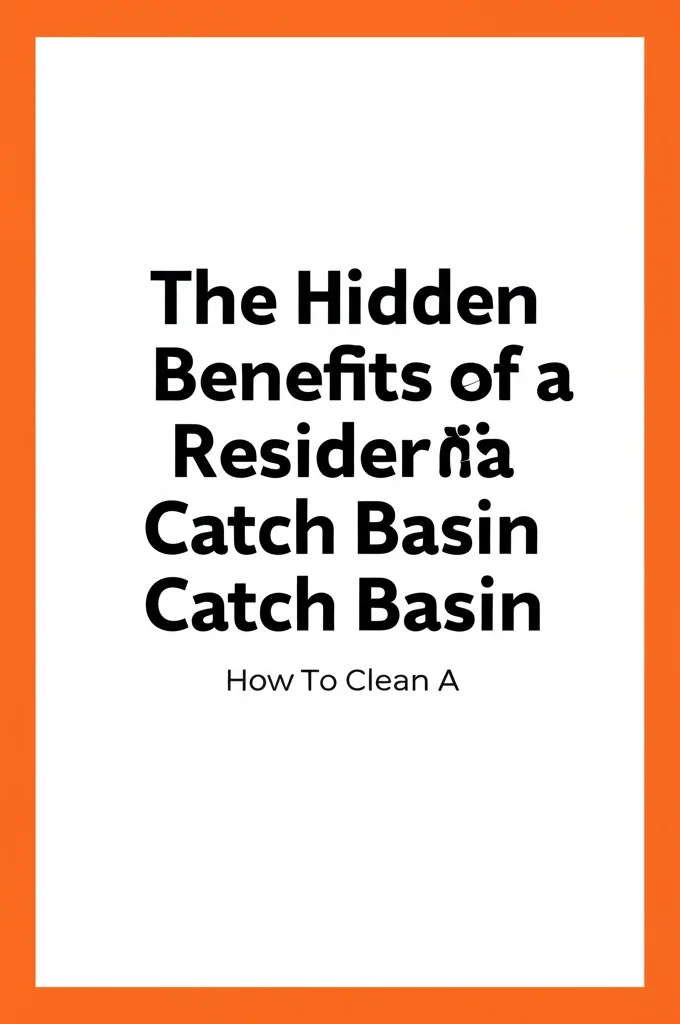 The Hidden
Benefits of a
Catch Basin
Catch Basin
How To Clean A